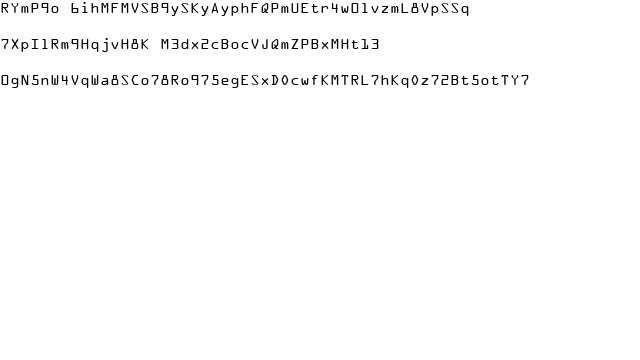 RYmP9o 6ihMFMVSB9ySKyAyphFQPmUEtr4wOlvzmL8VpSSq
7XpIlRm9HqjvH8K M3dx2cBocVJQmZPBxMHt13
OgN5nW4VqWa8SCo78Ro975egESxD0cwfKMTRL7hKq0z72Bt5otTY7